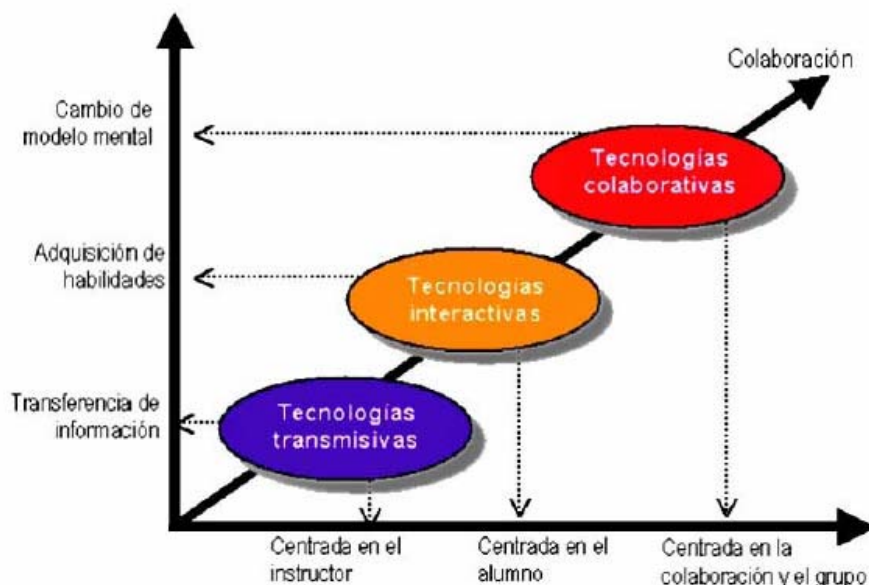 Colaboración
Cambio de
modelo mental
Tecnologías
colaborativas
Adquisición de
habilidades
Tecnologías
interactivas
Transferencia de
información
Tecnologías
transmisivas
Centrada en el
instructor
Centrada en el
alumno
Centrada en la
colaboración y el grupo